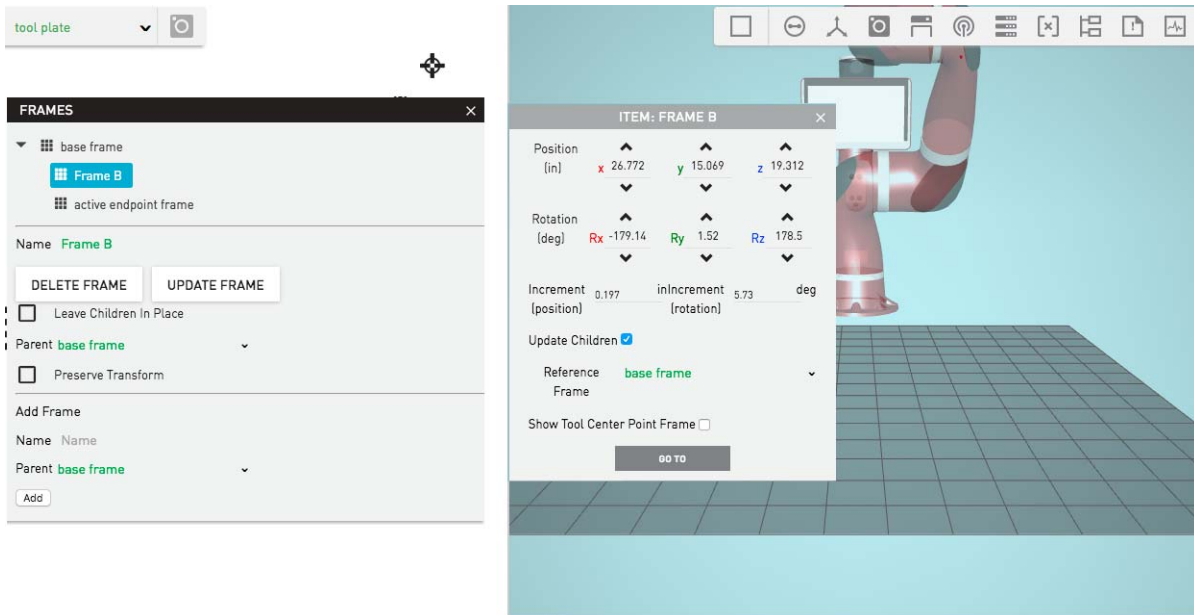 tool plate
FRAMES
base frame
Frame B
active endpoint frame
Name Frame B
DELETE FRAME UPDATE FRAME
Leave Children In Place
Parent base frame
Preserve Transform
Add Frame
Name Name
Parent base frame
Add
ITEM: FRAME B
Position
(in) x 26.772 y 15.069 z 19.312
Rotation
(deg) Rx -179.14 Ry 1.52 Rz 178.5
Increment 0.197 inIncrement 5.73 deg
(position) (rotation)
Update Children
Reference base frame
Frame
Show Tool Center Point Frame
GO TO